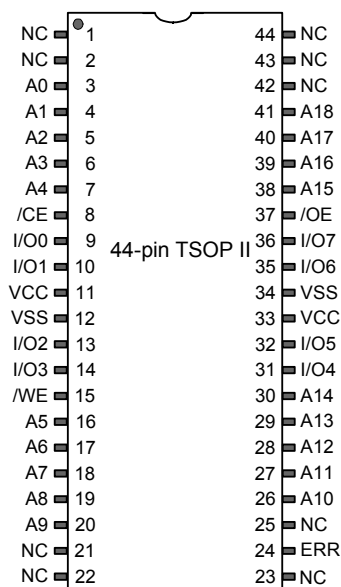 NC 1 44 NC
NC 2 43 NC
A0 3 42 NC
A1 4 41 A18
A2 5 40 A17
A3 6 39 A16
A4 7 38 A15
/CE 8 37 /OE
I/O0 9 44-pin TSOP II 36 I/O7
I/O1 10 35 I/O6
VCC 11 34 VSS
VSS 12 33 VCC
I/O2 13 32 I/O5
I/O3 14 31 I/O4
/WE 15 30 A14
A5 16 29 A13
A6 17 28 A12
A7 18 27 A11
A8 19 26 A10
A9 20 25 NC
NC 21 24 ERR
NC 22 23 NC